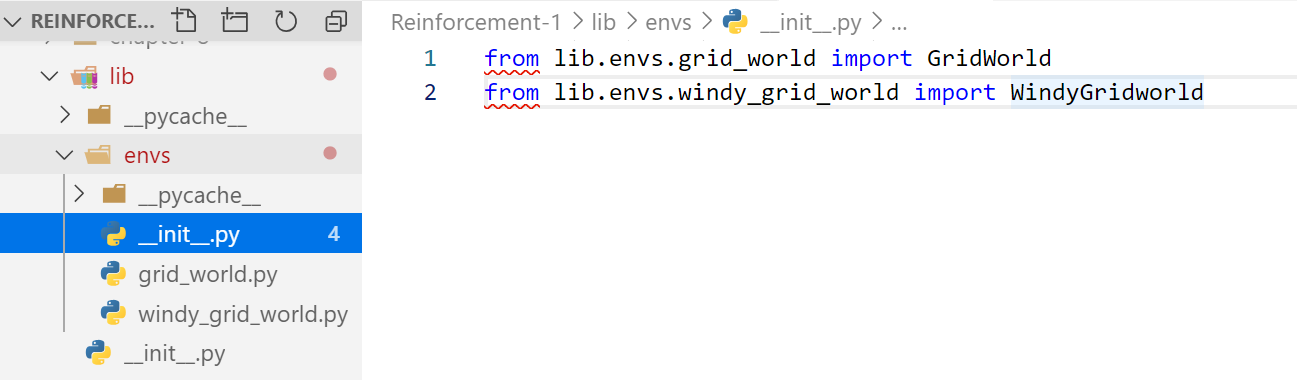 REINFORCE...
chapter-6
lib
__pycache__
envs
__pycache__
__init__.py 4
grid_world.py
windy_grid_world.py
__init__.py
Reinforcement-1 > lib > envs > __init__.py > ...
1 from lib.envs.grid_world import GridWorld
2 from lib.envs.windy_grid_world import WindyGridworld